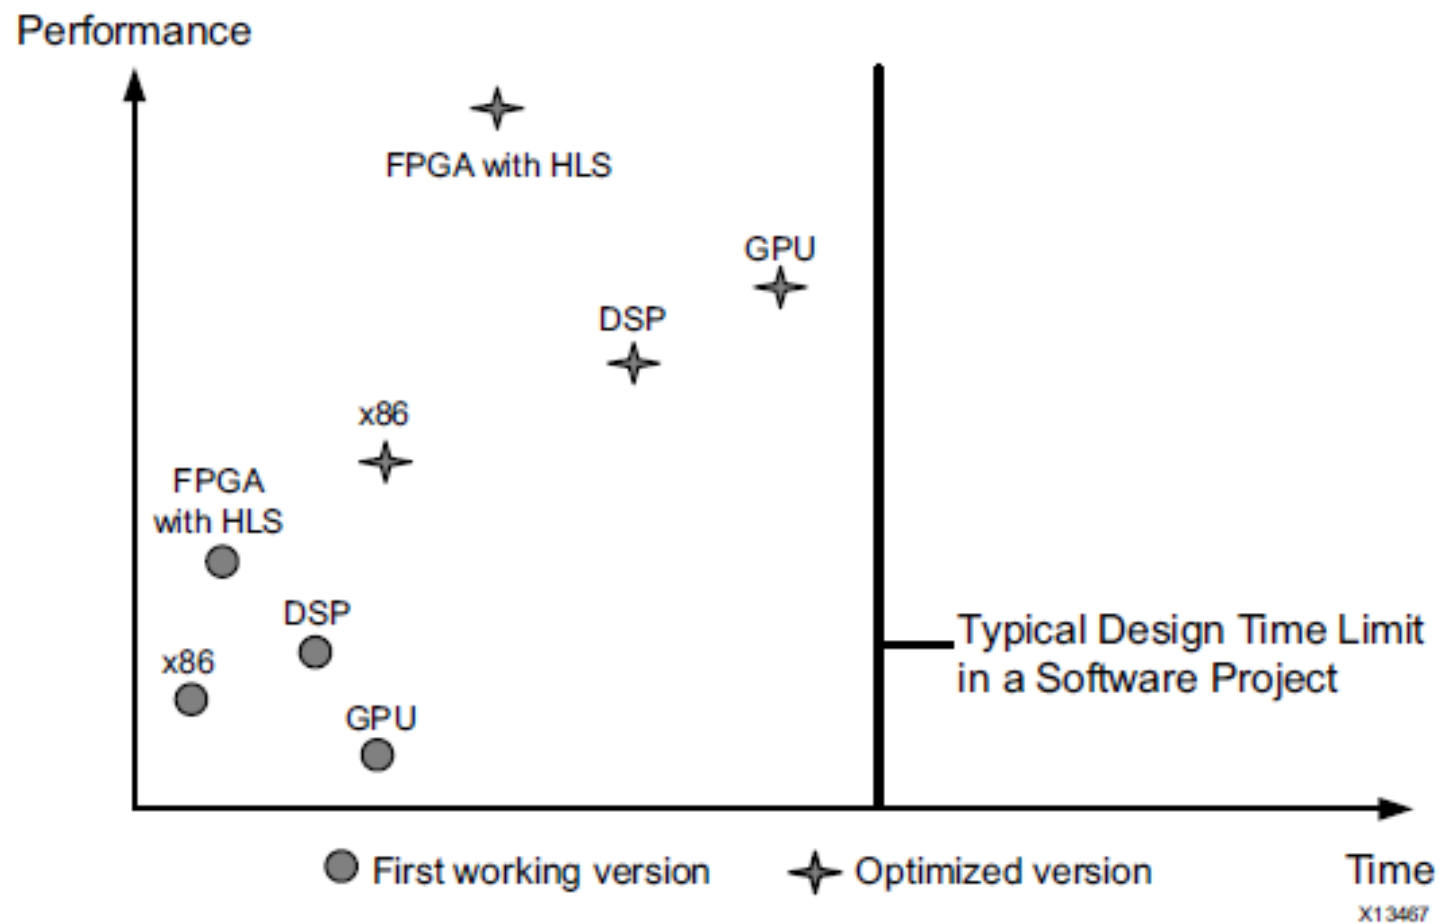 Performance
FPGA with HLS
GPU
DSP
x86
FPGA
with HLS
DSP
x86
GPU
Typical Design Time Limit
in a Software Project
First working version
Optimized version
Time
X13467